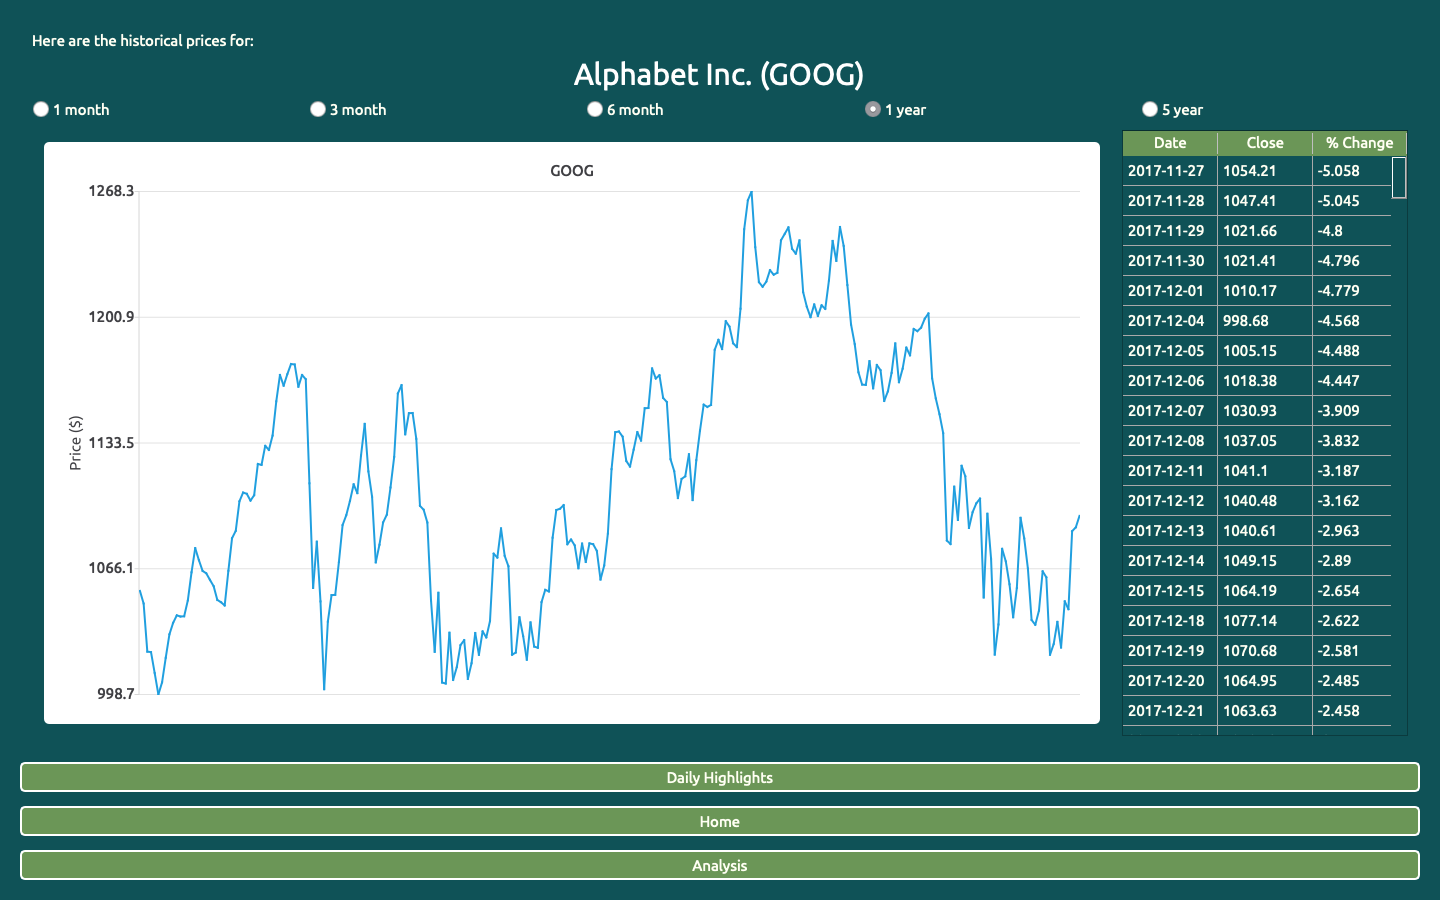 Here are the historical prices for:
Alphabet Inc. (GOOG)
1 month 3 month 6 month 1 year 5 year
GOOG
1268.3
1200.9
1133.5
1066.1
998.7
Price ($)
Date Close % Change
2017-11-27 1054.21 -5.058
2017-11-28 1047.41 -5.045
2017-11-29 1021.66 -4.8
2017-11-30 1021.41 -4.796
2017-12-01 1010.17 -4.779
2017-12-04 998.68 -4.568
2017-12-05 1005.15 -4.488
2017-12-06 1018.38 -4.447
2017-12-07 1030.93 -3.909
2017-12-08 1037.05 -3.832
2017-12-11 1041.1 -3.187
2017-12-12 1040.48 -3.162
2017-12-13 1040.61 -2.963
2017-12-14 1049.15 -2.89
2017-12-15 1064.19 -2.654
2017-12-18 1077.14 -2.622
2017-12-19 1070.68 -2.581
2017-12-20 1064.95 -2.485
2017-12-21 1063.63 -2.458
Daily Highlights
Home
Analysis